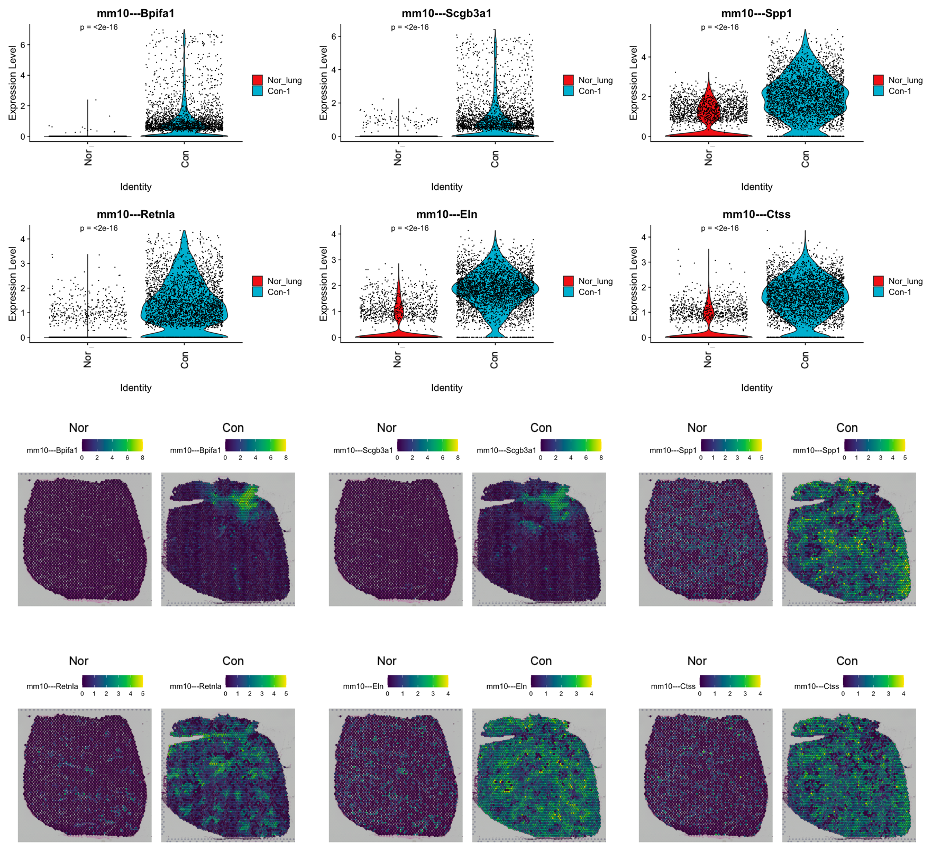 mm10---Bpifa1
p = <2e-16
Expression Level
6
4
2
0
Nor_
Con
Identity
Nor_lung
Con-1
mm10---Scgb3a1
p = <2e-16
Expression Level
6
4
2
0
Nor_
Con
Identity
Nor_lung
Con-1
mm10---Spp1
p = <2e-16
Expression Level
4
2
0
Nor_
Con
Identity
Nor_lung
Con-1
mm10---Retnla
p = <2e-16
Expression Level
4
3
2
1
0
Nor_
Con
Identity
Nor_lung
Con-1
mm10---Eln
p = <2e-16
Expression Level
4
3
2
1
0
Nor_
Con
Identity
Nor_lung
Con-1
mm10---Ctss
p = <2e-16
Expression Level
4
3
2
1
0
Nor_
Con
Identity
Nor_lung
Con-1
Nor
mm10---Bpifa1
0 2 4 6 8
Con
mm10---Bpifa1
0 2 4 6 8
Nor
mm10---Scgb3a1
0 2 4 6 8
Con
mm10---Scgb3a1
0 2 4 6 8
Nor
mm10---Spp1
0 1 2 3 4 5
Con
mm10---Spp1
0 1 2 3 4 5
Nor
mm10---Retnla
0 1 2 3 4 5
Con
mm10---Retnla
0 1 2 3 4 5
Nor
mm10---Eln
0 1 2 3 4
Con
mm10---Eln
0 1 2 3 4
Nor
mm10---Ctss
0 1 2 3 4
Con
mm10---Ctss
0 1 2 3 4